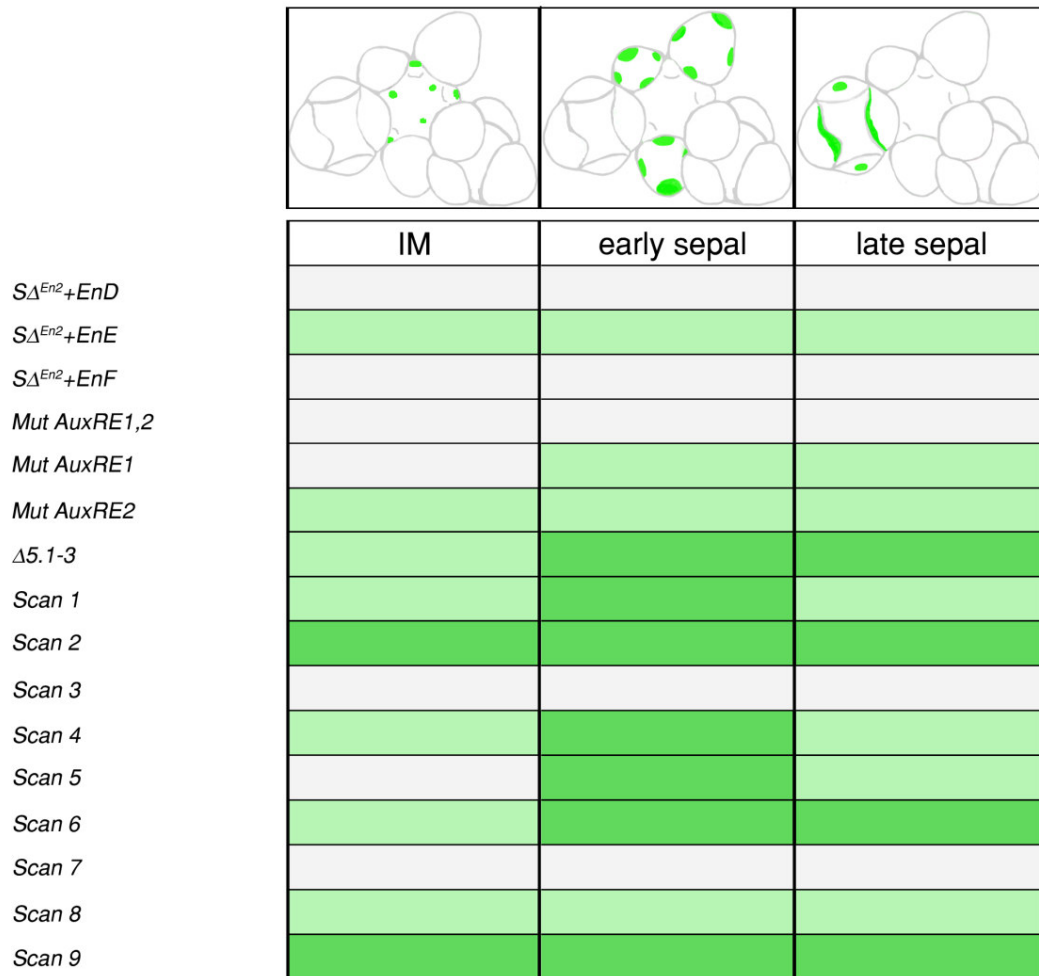 IM early sepal late sepal
SΔᴱⁿ²+EnD
SΔᴱⁿ²+EnE
SΔᴱⁿ²+EnF
Mut AuxRE1,2
Mut AuxRE1
Mut AuxRE2
Δ5.1-3
Scan 1
Scan 2
Scan 3
Scan 4
Scan 5
Scan 6
Scan 7
Scan 8
Scan 9